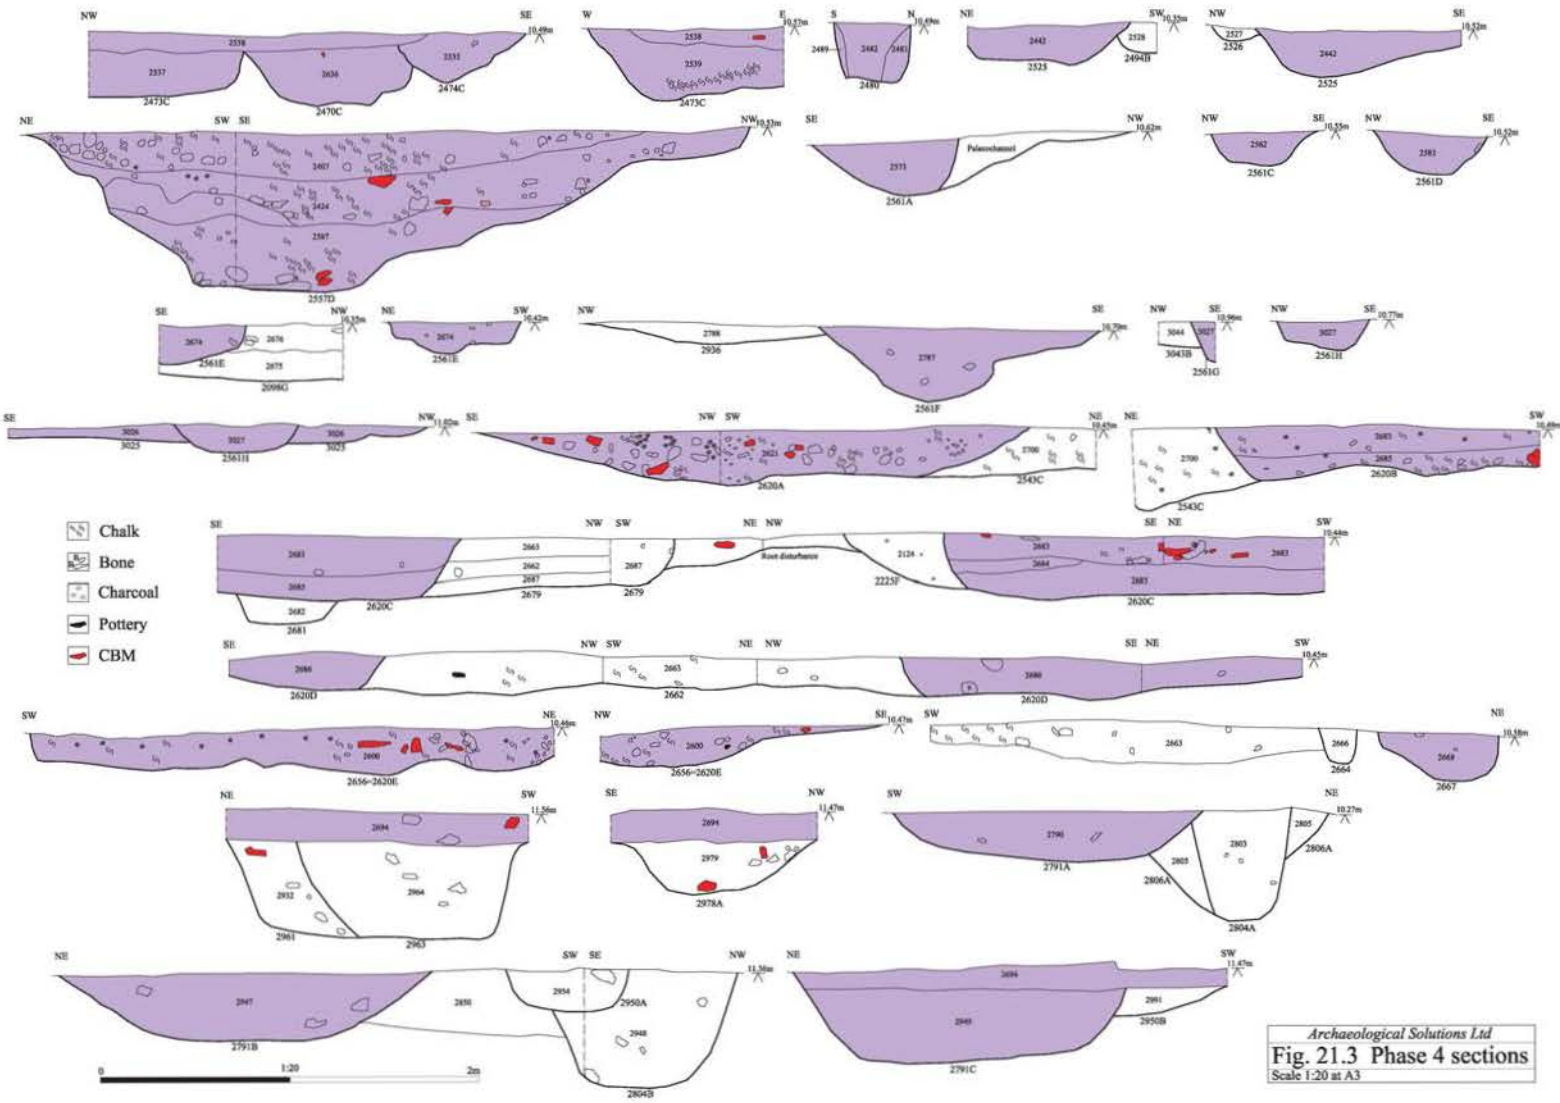 NW SE 10.49m W E 10.57m S N 10.49m NE SW 10.35m NW SE 10.52m
2538 2537 2636 2535 2473C 2470C 2474C
2538 2539 2473C
2489 2482 2481 2480
2442 2528 2525 2494B
2527 2526 2442 2525
NE SW SE NW 10.53m SE NW 10.62m NW SE 10.55m NW SE 10.52m
2407 2424 2587 2557D
2573 Palaeochannel 2561A
2562 2561C
2583 2561D
SE NW 10.35m NE SW 10.42m NW SE 10.70m NW SE 10.96m NW SE 10.77m
2674 2676 2675 2561E 2098G
2674 2561E
2788 2936 2787 2561F
3044 3027 3043B 2561G
3027 2561H
SE NW 11.02m SE NW SW NE 10.45m NE SW 10.49m
3026 3025 3027 2561H 3026 3025
2621 2620A 2700 2543C
2700 2543C 2683 2685 2620B
Chalk
Bone
Charcoal
Pottery
CBM
SE NW SW NE NW SE NE SW 10.44m
2683 2685 2682 2681 2620C 2663 2662 2687 2679 2687 2679 Root disturbance 2124 2225F 2683 2684 2683 2685 2620C
SE NW SW NE NW SE NE SW 10.45m
2686 2620D 2663 2662 2686 2620D
SW NE 10.46m NW SE 10.47m SW NE 10.58m
2600 2656=2620E
2600 2656=2620E
2663 2666 2664 2668 2667
NE SW 11.56m SE NW 11.47m SW NE 10.27m
2694 2932 2964 2961 2963
2694 2979 2978A
2790 2791A 2805 2806A 2803 2804A 2805 2806A
NE SW SE NW 11.36m NE SW 11.47m
2947 2791B 2850 2954 2950A 2948 2804B
2694 2945 2791C 2991 2950B
0 1:20 2m
Archaeological Solutions Ltd
Fig. 21.3 Phase 4 sections
Scale 1:20 at A3